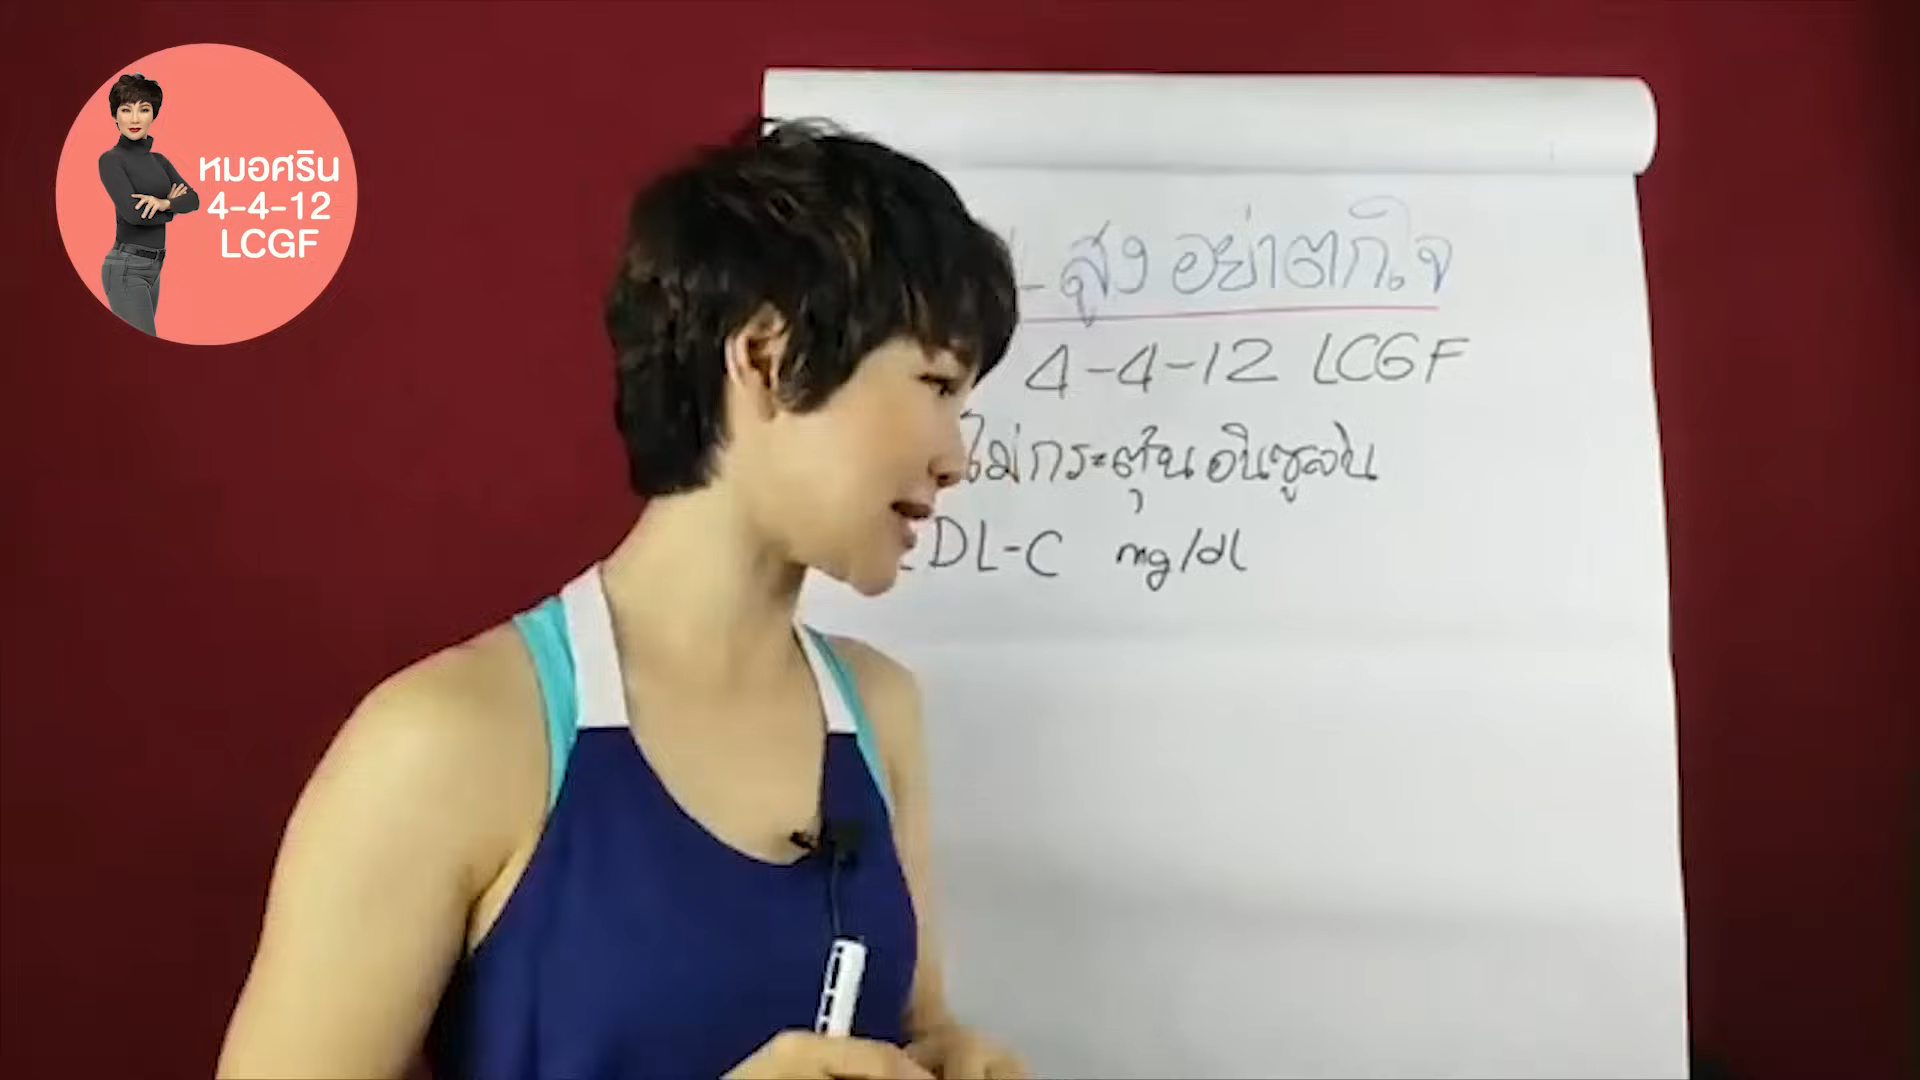 หมอศริน
4-4-12
LCGF
สูง อย่าตกใจ
4-4-12 LCGF
ไม่กระตุ้นอินซูลิน
DL-C mg/dl